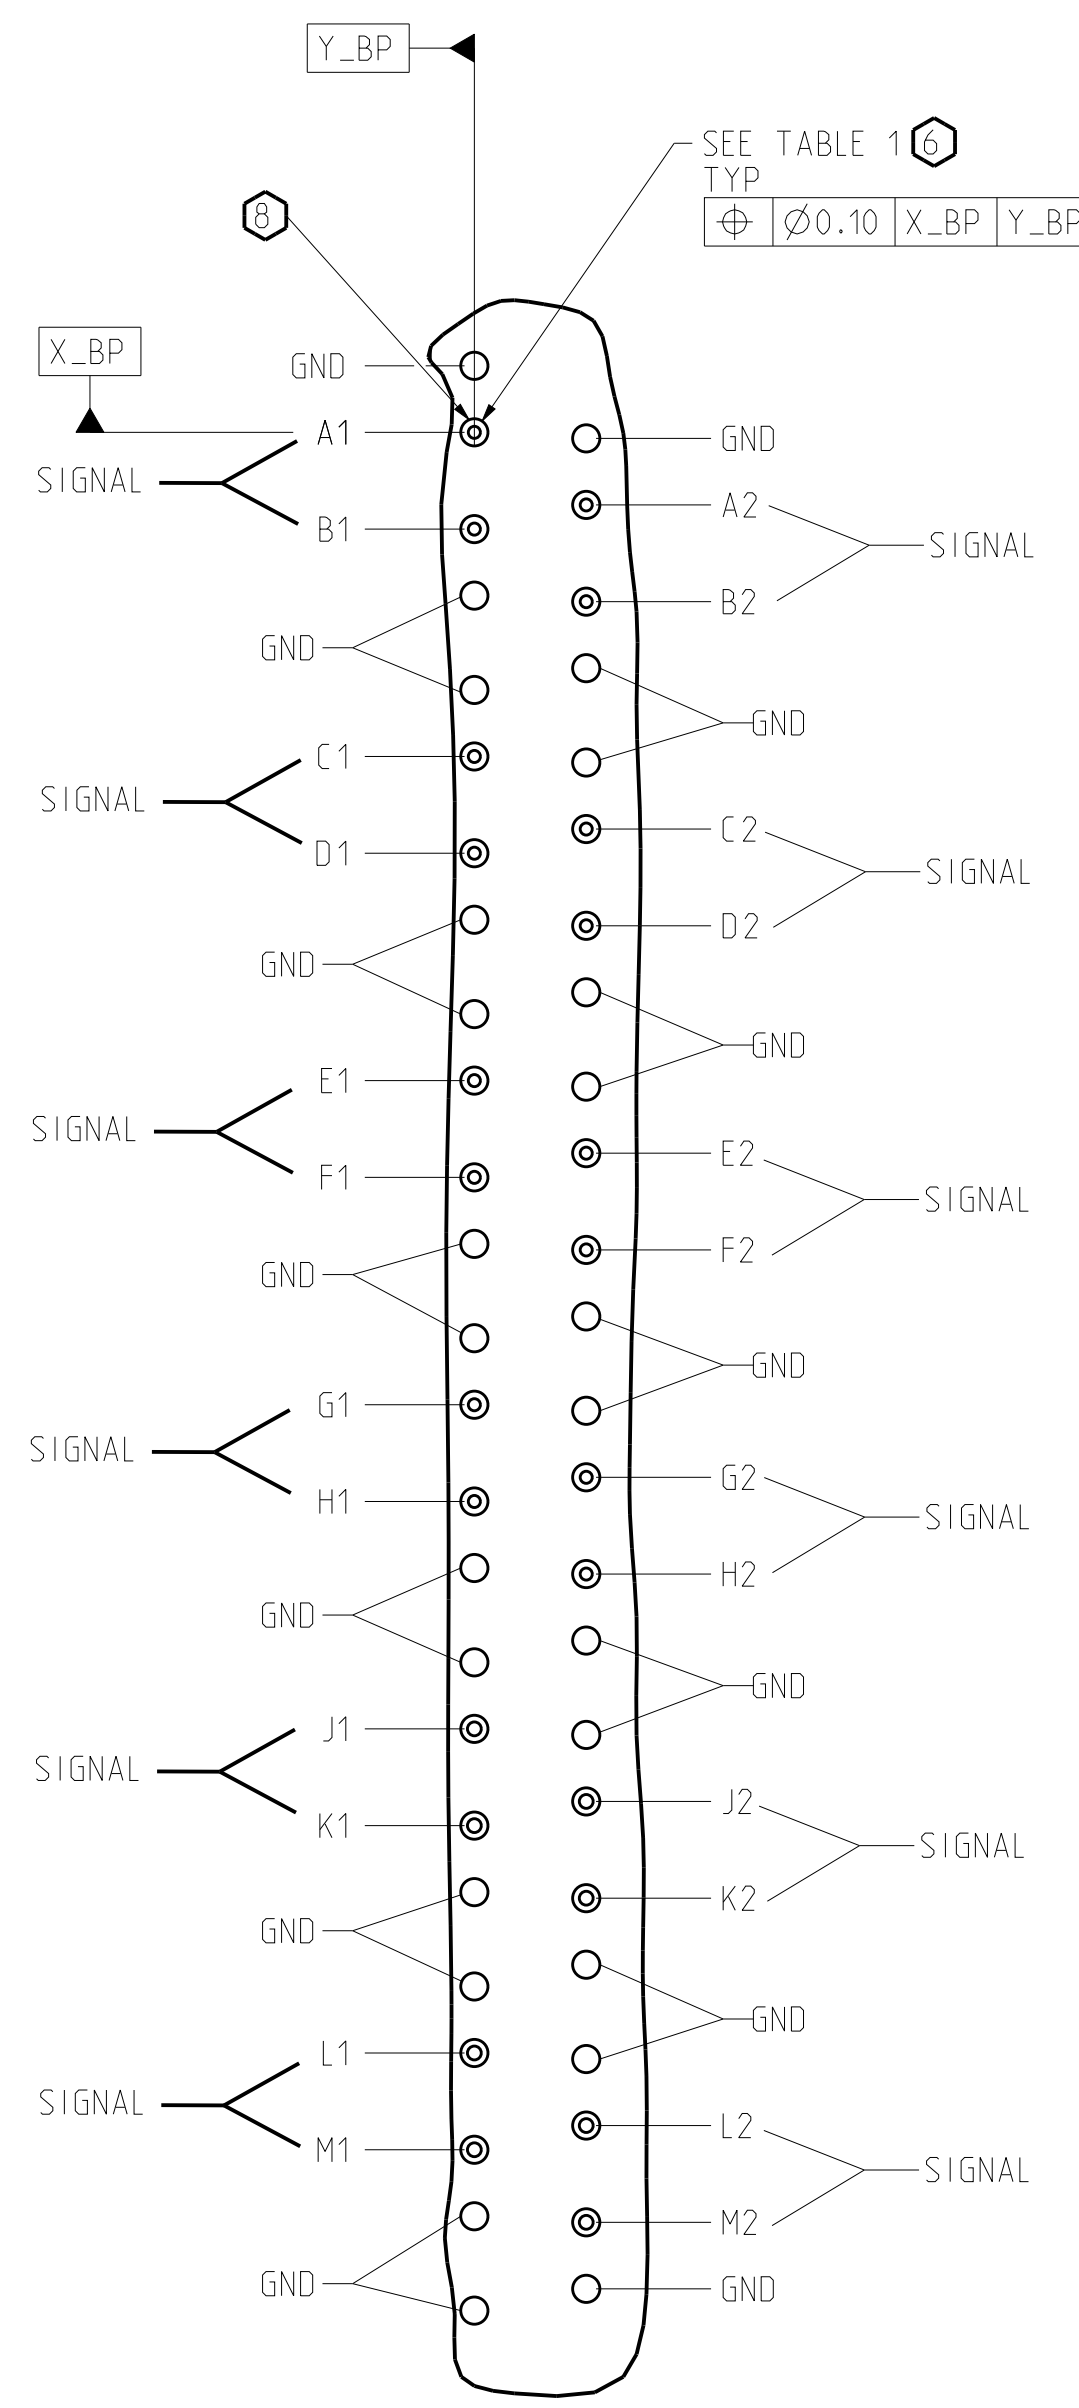 Y_BP
SEE TABLE 1 6
TYP
⌖ Ø0.10 X_BP Y_BP
8
X_BP
GND
A1
GND
SIGNAL
A2
B1
SIGNAL
B2
GND
GND
C1
SIGNAL
C2
D1
SIGNAL
D2
GND
GND
E1
SIGNAL
E2
F1
SIGNAL
F2
GND
GND
G1
SIGNAL
G2
H1
SIGNAL
H2
GND
GND
J1
SIGNAL
J2
K1
SIGNAL
K2
GND
GND
L1
SIGNAL
L2
M1
SIGNAL
M2
GND
GND